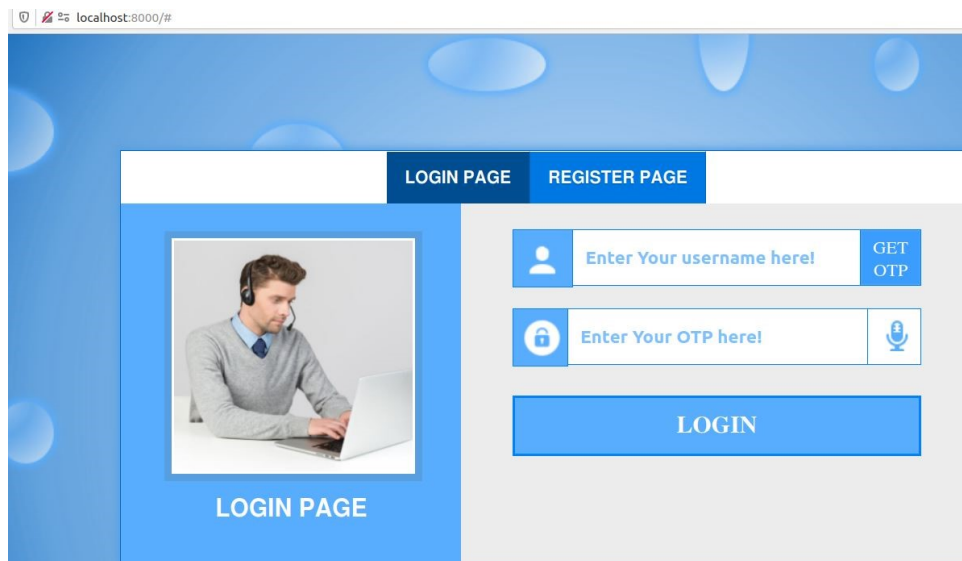 localhost:8000/#
LOGIN PAGE REGISTER PAGE
Enter Your username here!
GET
OTP
Enter Your OTP here!
LOGIN
LOGIN PAGE